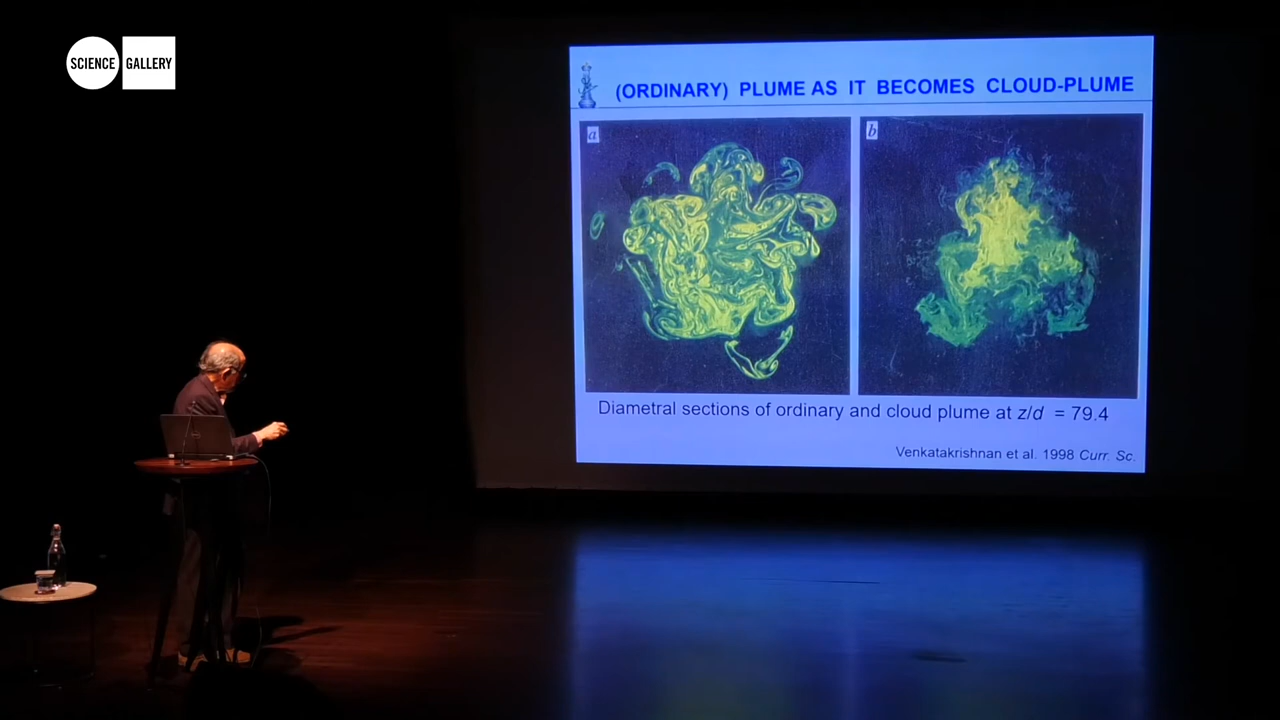 SCIENCE GALLERY
(ORDINARY) PLUME AS IT BECOMES CLOUD-PLUME
a
b
Diametral sections of ordinary and cloud plume at z/d = 79.4
Venkatakrishnan et al. 1998 Curr. Sc.